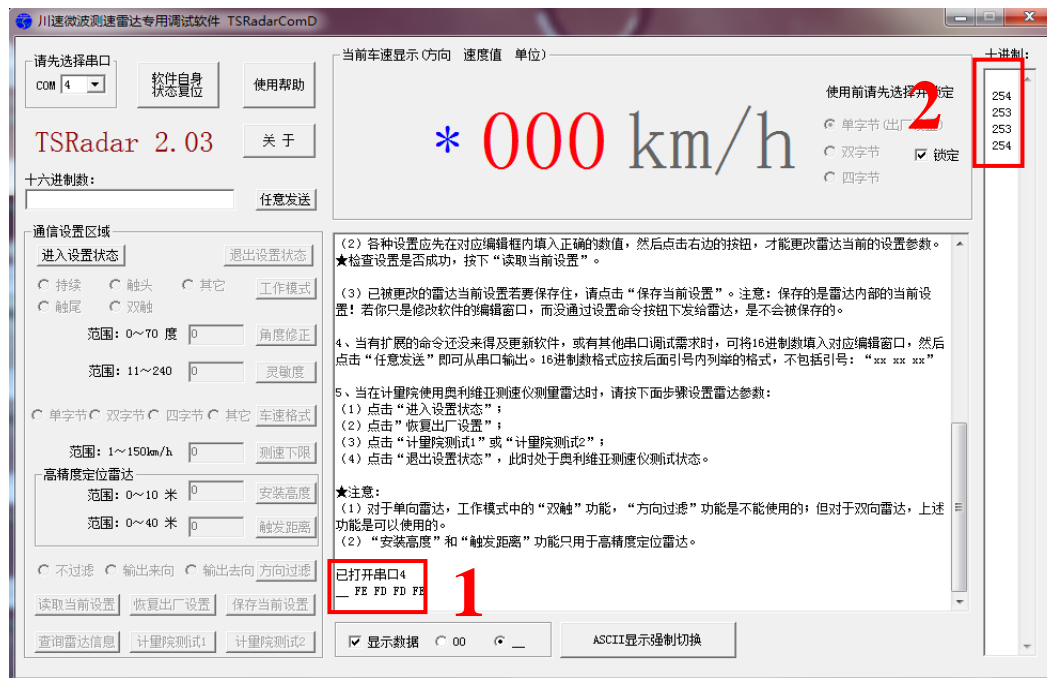 川速微波测速雷达专用调试软件 TSRadarComD
请先选择串口
COM 4
软件自身
状态复位
使用帮助
TSRadar 2.03
关 于
十六进制数:
任意发送
当前车速显示(方向 速度值 单位)
* 000 km/h
使用前请先选择并锁定
单字节(出厂设置)
双字节
锁定
四字节
2
十进制:
254
253
253
254
通信设置区域
进入设置状态 退出设置状态
持续 触头 其它 工作模式
触尾 双触
范围: 0～70 度 0 角度修正
范围: 11～240 0 灵敏度
单字节 双字节 四字节 其它 车速格式
范围: 1～150km/h 0 测速下限
高精度定位雷达
范围: 0～10 米 0 安装高度
范围: 0～40 米 0 触发距离
不过滤 输出来向 输出去向 方向过滤
读取当前设置 恢复出厂设置 保存当前设置
查询雷达信息 计量院测试1 计量院测试2
(2) 各种设置应先在对应编辑框内填入正确的数值，然后点击右边的按钮，才能更改雷达当前的设置参数。
★检查设置是否成功，按下“读取当前设置”。
(3) 已被更改的雷达当前设置若要保存住，请点击“保存当前设置”。注意：保存的是雷达内部的当前设
置！若你只是修改软件的编辑窗口，而没通过设置命令按钮下发给雷达，是不会被保存的。
4、当有扩展的命令还没来得及更新软件，或有其他串口调试需求时，可将16进制数填入对应编辑窗口，然后
点击“任意发送”即可从串口输出。16进制数格式应按后面引号内列举的格式，不包括引号：“xx xx xx”
5、当在计量院使用奥利维亚测速仪测量雷达时，请按下面步骤设置雷达参数：
(1) 点击“进入设置状态”；
(2) 点击“恢复出厂设置”；
(3) 点击“计量院测试1”或“计量院测试2”；
(4) 点击“退出设置状态”，此时处于奥利维亚测速仪测试状态。
★注意：
(1) 对于单向雷达，工作模式中的“双触”功能，“方向过滤”功能是不能使用的；但对于双向雷达，上述
功能是可以使用的。
(2) “安装高度”和“触发距离”功能只用于高精度定位雷达。
已打开串口4
__ FE FD FD FE
1
显示数据 00 __
ASCII显示强制切换